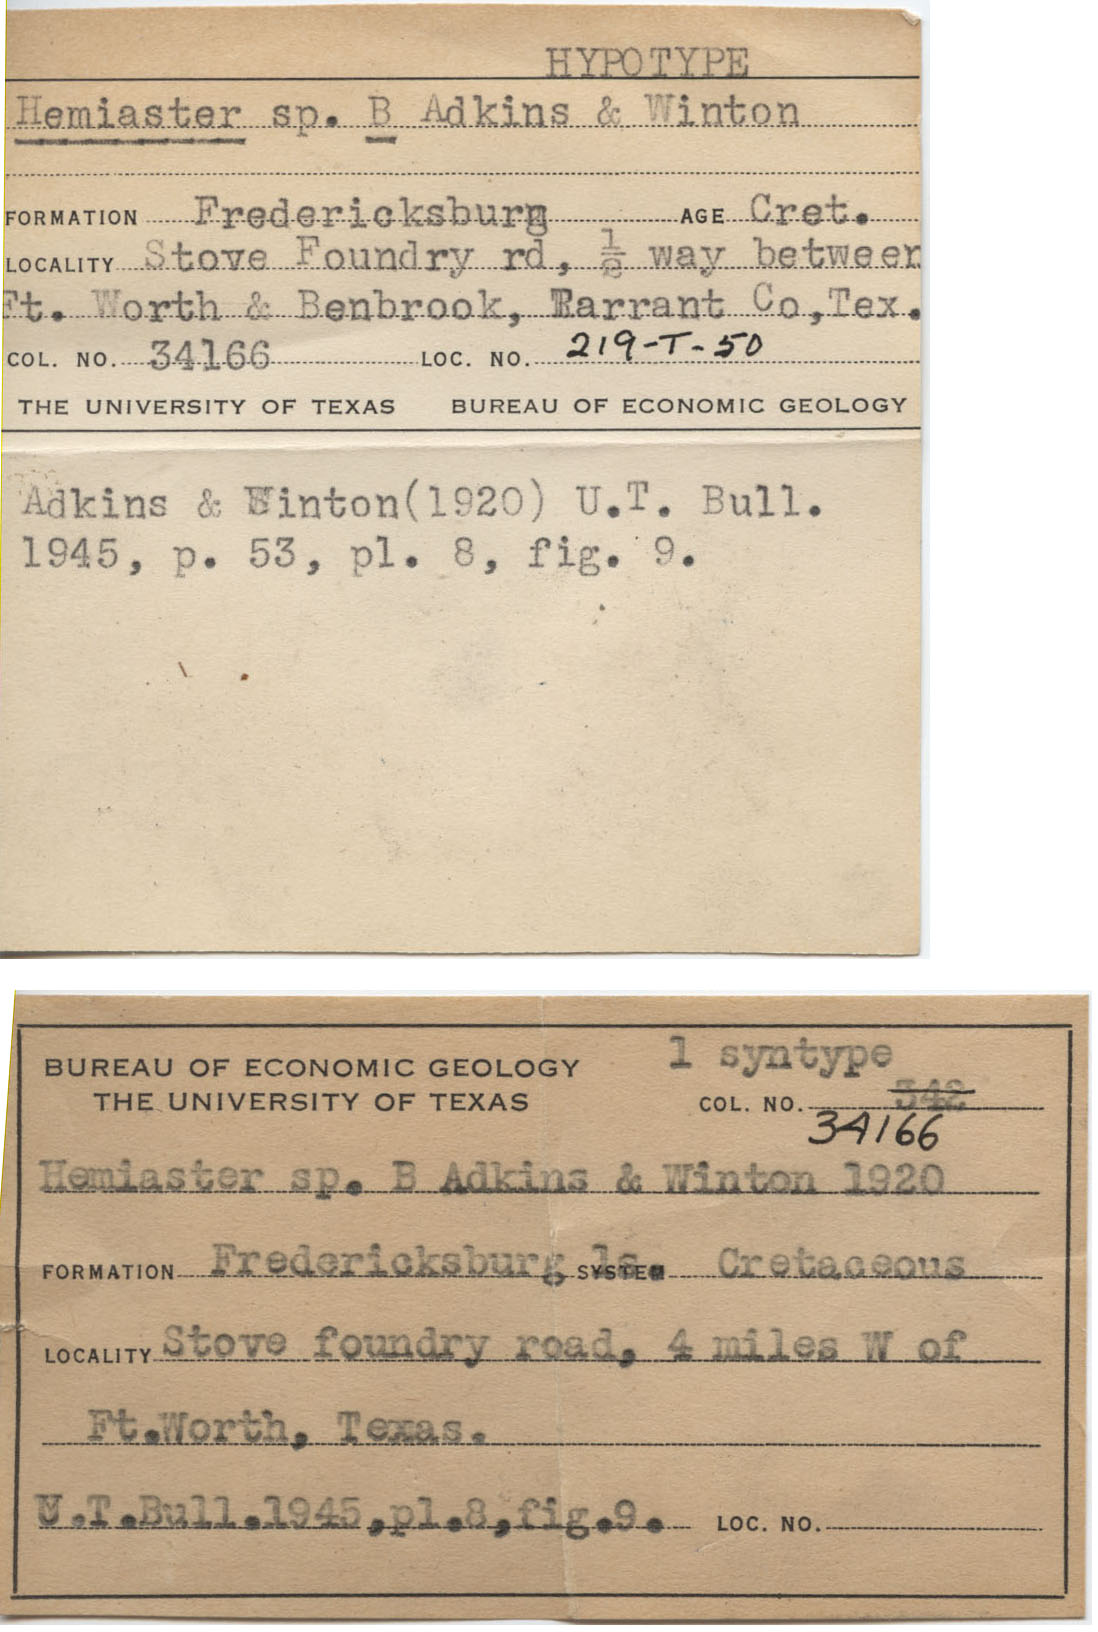 HYPOTYPE
Hemiaster sp. B Adkins & Winton
FORMATION Fredericksburg AGE Cret.
LOCALITY Stove Foundry rd, 1/2 way between
Ft. Worth & Benbrook, Tarrant Co, Tex.
COL. NO. 34166 LOC. NO. 219-T-50
THE UNIVERSITY OF TEXAS BUREAU OF ECONOMIC GEOLOGY
Adkins & Winton(1920) U.T. Bull.
1945, p. 53, pl. 8, fig. 9.
1 syntype
BUREAU OF ECONOMIC GEOLOGY
THE UNIVERSITY OF TEXAS COL. NO. 342
34166
Hemiaster sp. B Adkins & Winton 1920
FORMATION Fredericksburg ls. SYSTEM Cretaceous
LOCALITY Stove foundry road, 4 miles W of
Ft.Worth, Texas.
U.T.Bull.1945,pl.8,fig.9. LOC. NO.